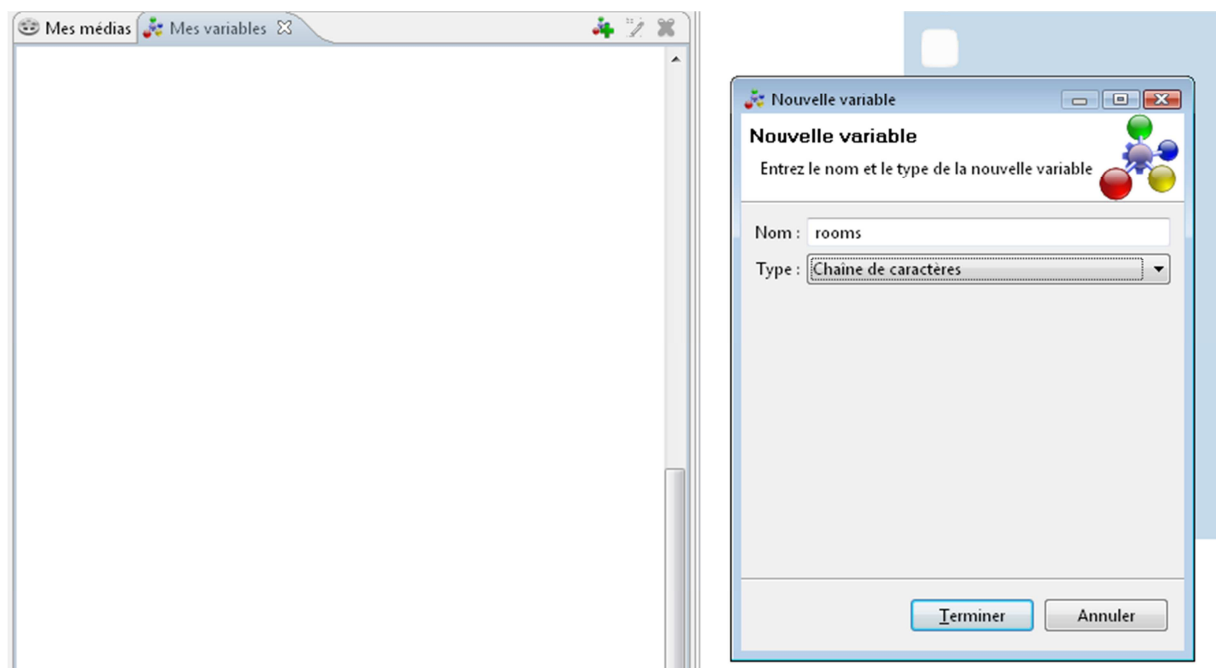 Mes médias
Mes variables
Nouvelle variable
Nouvelle variable
Entrez le nom et le type de la nouvelle variable
Nom : rooms
Type : Chaîne de caractères
Terminer Annuler